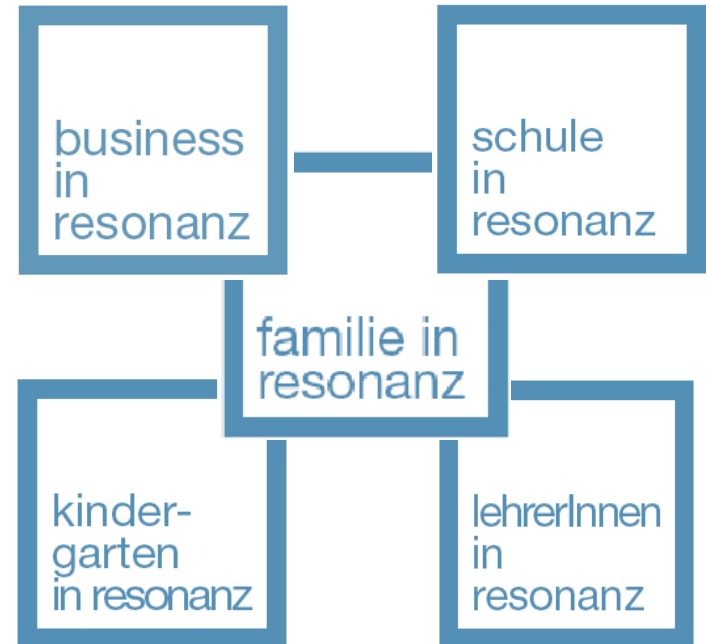 business
in
resonanz
schule
in
resonanz
familie in
resonanz
kinder-
garten
in resonanz
lehrerInnen
in
resonanz